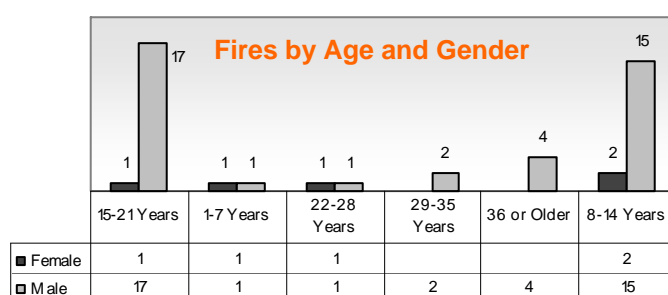 Fires by Age and Gender
17
15
1
1 1
1 1
2
4
2
15-21 Years 1-7 Years 22-28 Years 29-35 Years 36 or Older 8-14 Years
Female 1 1 1 2
Male 17 1 1 2 4 15